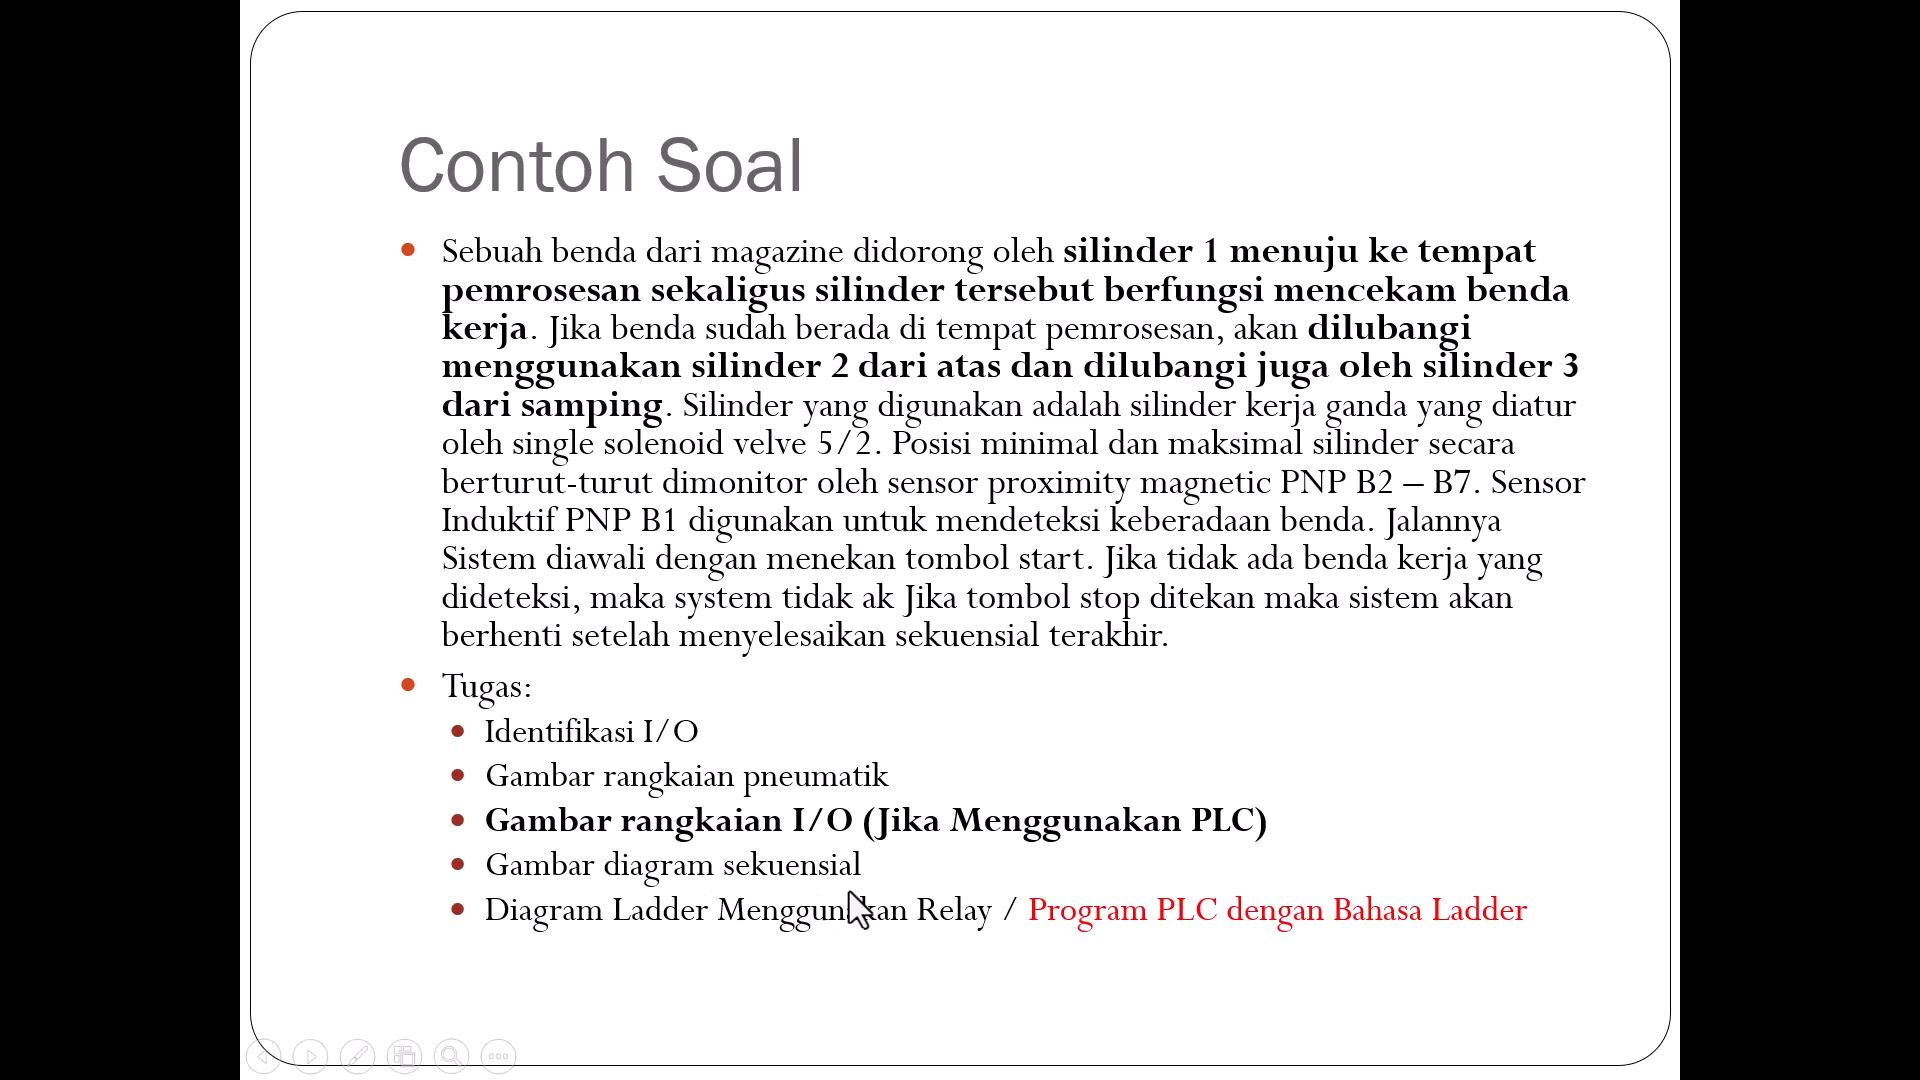 Contoh Soal
Sebuah benda dari magazine didorong oleh silinder 1 menuju ke tempat
pemrosesan sekaligus silinder tersebut berfungsi mencekam benda
kerja. Jika benda sudah berada di tempat pemrosesan, akan dilubangi
menggunakan silinder 2 dari atas dan dilubangi juga oleh silinder 3
dari samping. Silinder yang digunakan adalah silinder kerja ganda yang diatur
oleh single solenoid velve 5/2. Posisi minimal dan maksimal silinder secara
berturut-turut dimonitor oleh sensor proximity magnetic PNP B2 – B7. Sensor
Induktif PNP B1 digunakan untuk mendeteksi keberadaan benda. Jalannya
Sistem diawali dengan menekan tombol start. Jika tidak ada benda kerja yang
dideteksi, maka system tidak ak Jika tombol stop ditekan maka sistem akan
berhenti setelah menyelesaikan sekuensial terakhir.
Tugas:
Identifikasi I/O
Gambar rangkaian pneumatik
Gambar rangkaian I/O (Jika Menggunakan PLC)
Gambar diagram sekuensial
Diagram Ladder Menggunakan Relay / Program PLC dengan Bahasa Ladder